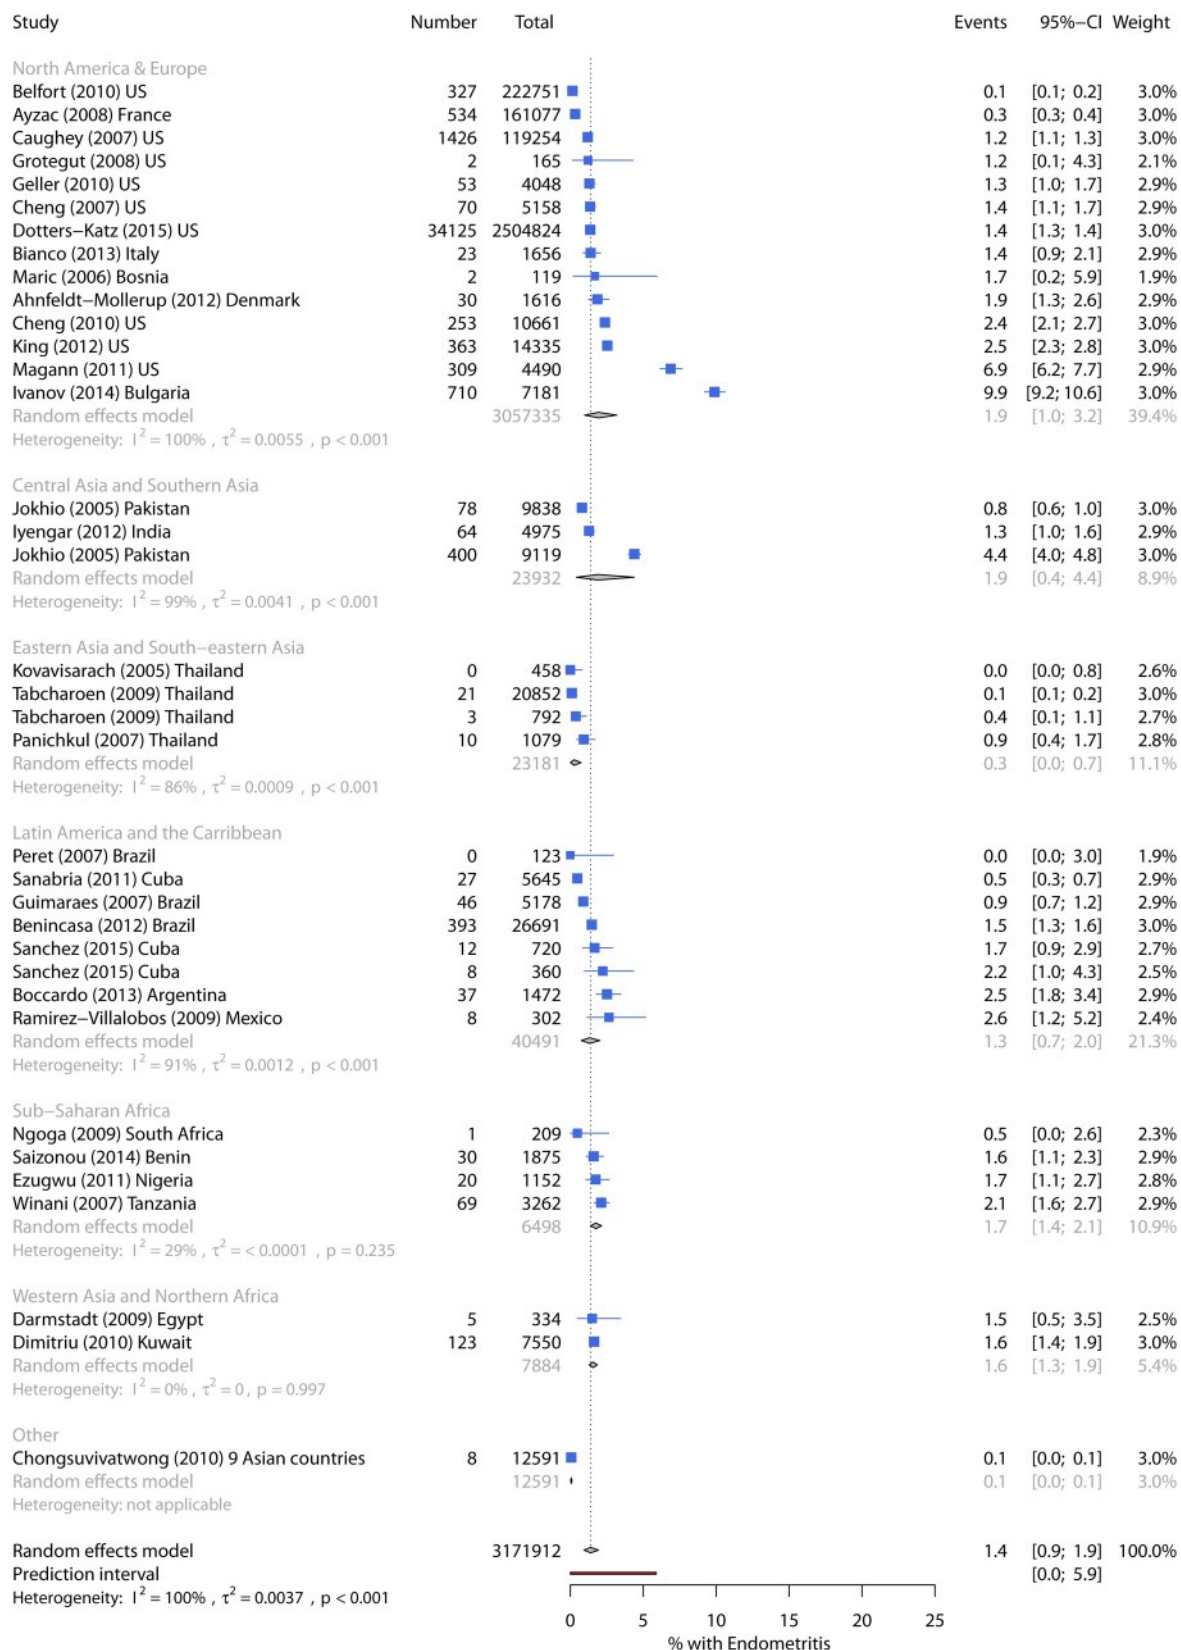 Study Number Total Events 95%−CI Weight
North America & Europe
Belfort (2010) US 327 222751 0.1 [0.1; 0.2] 3.0%
Ayzac (2008) France 534 161077 0.3 [0.3; 0.4] 3.0%
Caughey (2007) US 1426 119254 1.2 [1.1; 1.3] 3.0%
Grotegut (2008) US 2 165 1.2 [0.1; 4.3] 2.1%
Geller (2010) US 53 4048 1.3 [1.0; 1.7] 2.9%
Cheng (2007) US 70 5158 1.4 [1.1; 1.7] 2.9%
Dotters−Katz (2015) US 34125 2504824 1.4 [1.3; 1.4] 3.0%
Bianco (2013) Italy 23 1656 1.4 [0.9; 2.1] 2.9%
Maric (2006) Bosnia 2 119 1.7 [0.2; 5.9] 1.9%
Ahnfeldt−Mollerup (2012) Denmark 30 1616 1.9 [1.3; 2.6] 2.9%
Cheng (2010) US 253 10661 2.4 [2.1; 2.7] 3.0%
King (2012) US 363 14335 2.5 [2.3; 2.8] 3.0%
Magann (2011) US 309 4490 6.9 [6.2; 7.7] 2.9%
Ivanov (2014) Bulgaria 710 7181 9.9 [9.2; 10.6] 3.0%
Random effects model 3057335 1.9 [1.0; 3.2] 39.4%
Heterogeneity: I² = 100% , τ² = 0.0055 , p < 0.001
Central Asia and Southern Asia
Jokhio (2005) Pakistan 78 9838 0.8 [0.6; 1.0] 3.0%
Iyengar (2012) India 64 4975 1.3 [1.0; 1.6] 2.9%
Jokhio (2005) Pakistan 400 9119 4.4 [4.0; 4.8] 3.0%
Random effects model 23932 1.9 [0.4; 4.4] 8.9%
Heterogeneity: I² = 99% , τ² = 0.0041 , p < 0.001
Eastern Asia and South−eastern Asia
Kovavisarach (2005) Thailand 0 458 0.0 [0.0; 0.8] 2.6%
Tabcharoen (2009) Thailand 21 20852 0.1 [0.1; 0.2] 3.0%
Tabcharoen (2009) Thailand 3 792 0.4 [0.1; 1.1] 2.7%
Panichkul (2007) Thailand 10 1079 0.9 [0.4; 1.7] 2.8%
Random effects model 23181 0.3 [0.0; 0.7] 11.1%
Heterogeneity: I² = 86% , τ² = 0.0009 , p < 0.001
Latin America and the Carribbean
Peret (2007) Brazil 0 123 0.0 [0.0; 3.0] 1.9%
Sanabria (2011) Cuba 27 5645 0.5 [0.3; 0.7] 2.9%
Guimaraes (2007) Brazil 46 5178 0.9 [0.7; 1.2] 2.9%
Benincasa (2012) Brazil 393 26691 1.5 [1.3; 1.6] 3.0%
Sanchez (2015) Cuba 12 720 1.7 [0.9; 2.9] 2.7%
Sanchez (2015) Cuba 8 360 2.2 [1.0; 4.3] 2.5%
Boccardo (2013) Argentina 37 1472 2.5 [1.8; 3.4] 2.9%
Ramirez−Villalobos (2009) Mexico 8 302 2.6 [1.2; 5.2] 2.4%
Random effects model 40491 1.3 [0.7; 2.0] 21.3%
Heterogeneity: I² = 91% , τ² = 0.0012 , p < 0.001
Sub−Saharan Africa
Ngoga (2009) South Africa 1 209 0.5 [0.0; 2.6] 2.3%
Saizonou (2014) Benin 30 1875 1.6 [1.1; 2.3] 2.9%
Ezugwu (2011) Nigeria 20 1152 1.7 [1.1; 2.7] 2.8%
Winani (2007) Tanzania 69 3262 2.1 [1.6; 2.7] 2.9%
Random effects model 6498 1.7 [1.4; 2.1] 10.9%
Heterogeneity: I² = 29% , τ² = < 0.0001 , p = 0.235
Western Asia and Northern Africa
Darmstadt (2009) Egypt 5 334 1.5 [0.5; 3.5] 2.5%
Dimitriu (2010) Kuwait 123 7550 1.6 [1.4; 1.9] 3.0%
Random effects model 7884 1.6 [1.3; 1.9] 5.4%
Heterogeneity: I² = 0% , τ² = 0 , p = 0.997
Other
Chongsuvivatwong (2010) 9 Asian countries 8 12591 0.1 [0.0; 0.1] 3.0%
Random effects model 12591 0.1 [0.0; 0.1] 3.0%
Heterogeneity: not applicable
Random effects model 3171912 1.4 [0.9; 1.9] 100.0%
Prediction interval [0.0; 5.9]
Heterogeneity: I² = 100% , τ² = 0.0037 , p < 0.001
0 5 10 15 20 25
% with Endometritis